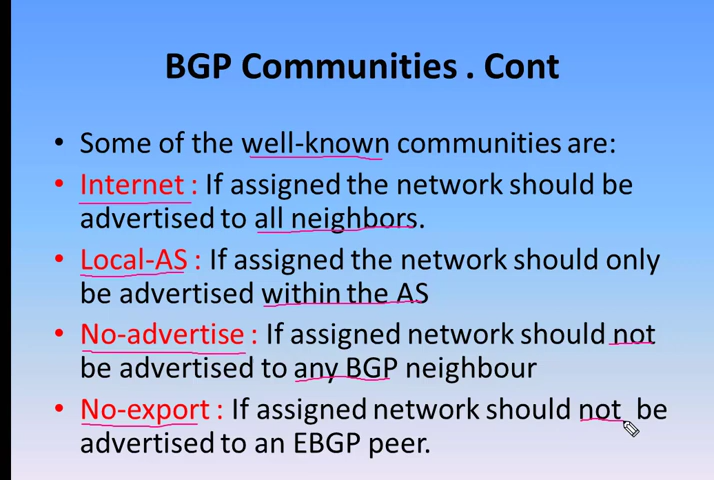 BGP Communities . Cont
• Some of the well-known communities are:
• Internet : If assigned the network should be
advertised to all neighbors.
• Local-AS : If assigned the network should only
be advertised within the AS
• No-advertise : If assigned network should not
be advertised to any BGP neighbour
• No-export : If assigned network should not be
advertised to an EBGP peer.